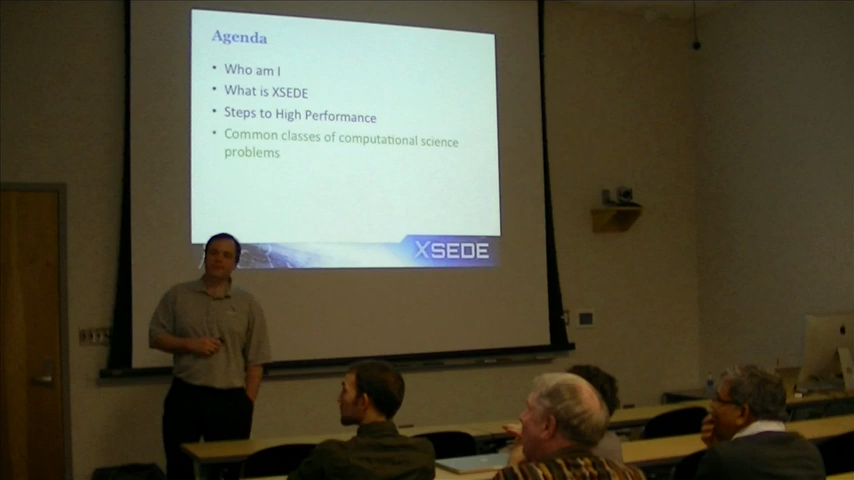 Agenda
• Who am I
• What is XSEDE
• Steps to High Performance
• Common classes of computational science
problems
XSEDE